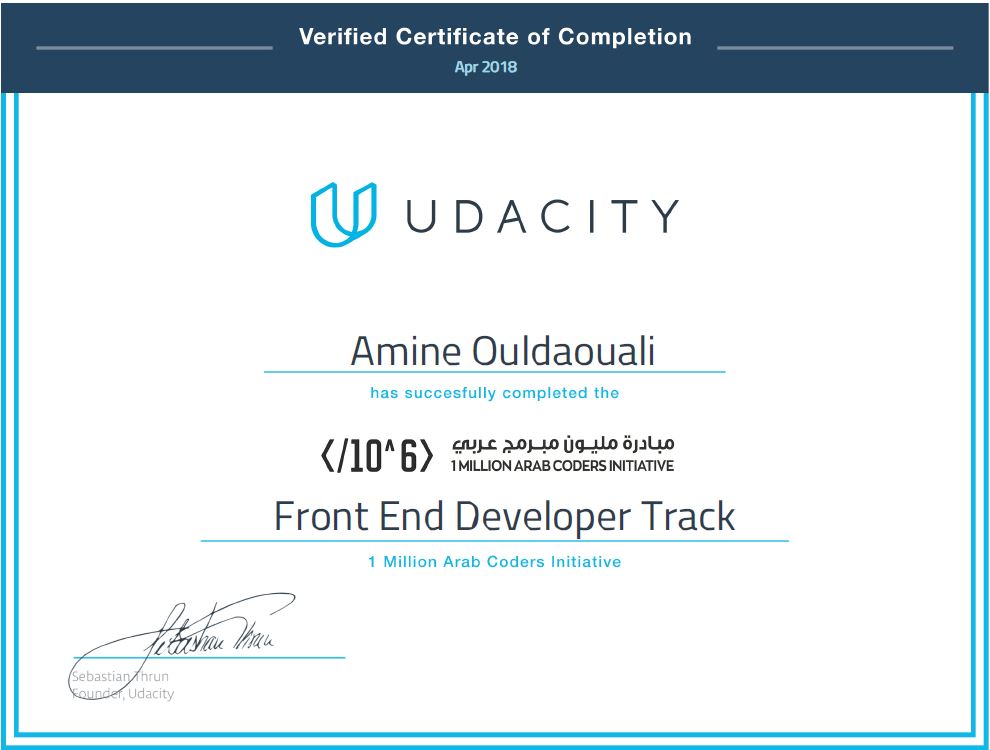 Verified Certificate of Completion
Apr 2018
UDACITY
Amine Ouldaouali
has succesfully completed the
</10^6> مبادرة مليون مبرمج عربي
1 MILLION ARAB CODERS INITIATIVE
Front End Developer Track
1 Million Arab Coders Initiative
Sebastian Thrun
Sebastian Thrun
Founder, Udacity